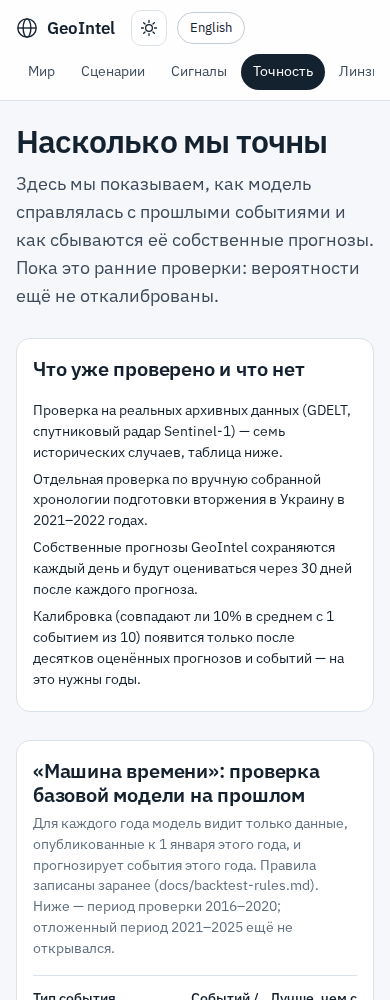 GeoIntel
English
Мир Сценарии Сигналы Точность Линз
Насколько мы точны
Здесь мы показываем, как модель
справлялась с прошлыми событиями и
как сбываются её собственные прогнозы.
Пока это ранние проверки: вероятности
ещё не откалиброваны.
Что уже проверено и что нет
Проверка на реальных архивных данных (GDELT,
спутниковый радар Sentinel-1) — семь
исторических случаев, таблица ниже.
Отдельная проверка по вручную собранной
хронологии подготовки вторжения в Украину в
2021–2022 годах.
Собственные прогнозы GeoIntel сохраняются
каждый день и будут оцениваться через 30 дней
после каждого прогноза.
Калибровка (совпадают ли 10% в среднем с 1
событием из 10) появится только после
десятков оценённых прогнозов и событий — на
это нужны годы.
«Машина времени»: проверка
базовой модели на прошлом
Для каждого года модель видит только данные,
опубликованные к 1 января этого года, и
прогнозирует события этого года. Правила
записаны заранее (docs/backtest-rules.md).
Ниже — период проверки 2016–2020;
отложенный период 2021–2025 ещё не
открывался.
Тип события Событий / Лучше, чем с